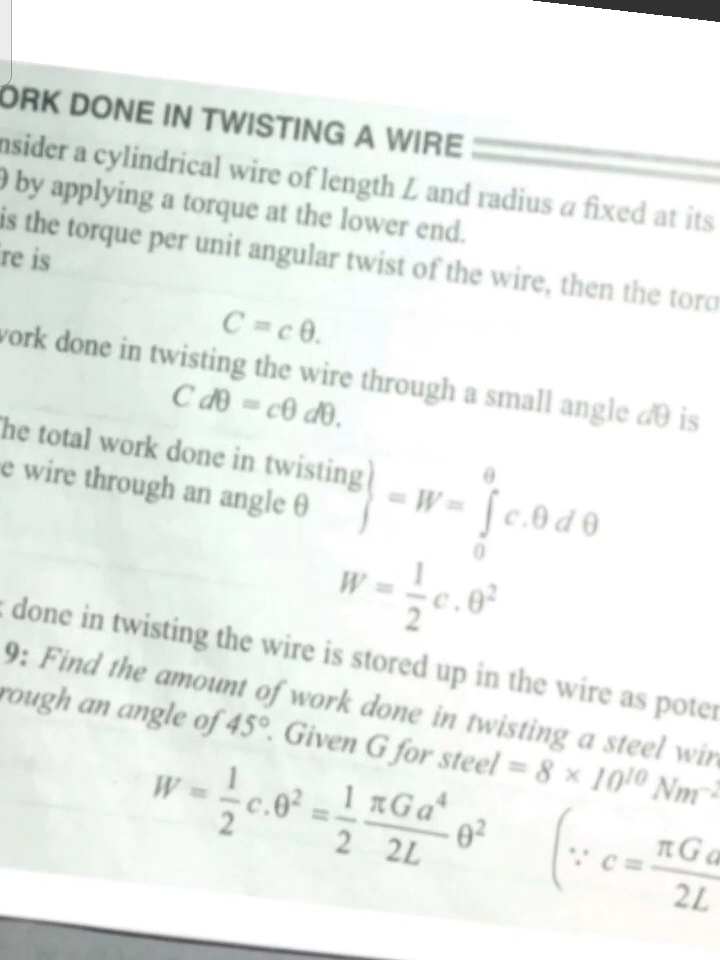 ORK DONE IN TWISTING A WIRE
nsider a cylindrical wire of length L and radius a fixed at its
θ by applying a torque at the lower end.
is the torque per unit angular twist of the wire, then the torq
re is
C = c θ.
work done in twisting the wire through a small angle dθ is
C dθ = cθ dθ.
The total work done in twisting
e wire through an angle θ } = W = ∫₀^θ c.θ d θ
W = 1/2 c . θ²
k done in twisting the wire is stored up in the wire as poten
9: Find the amount of work done in twisting a steel wire
rough an angle of 45°. Given G for steel = 8 × 10¹⁰ Nm⁻²
W = 1/2 c.θ² = 1/2 πGa⁴/2L θ² (∵ c = πGa/2L